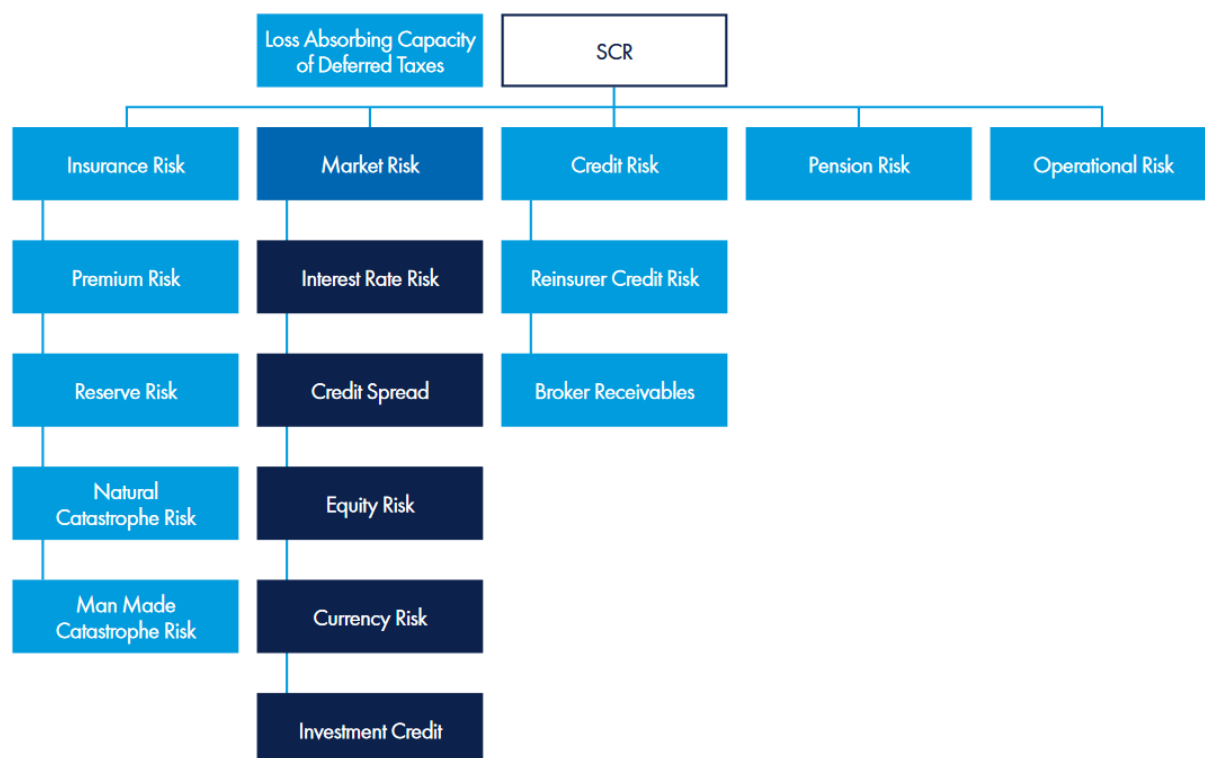 Loss Absorbing Capacity
of Deferred Taxes
SCR
Insurance Risk
Market Risk
Credit Risk
Pension Risk
Operational Risk
Premium Risk
Interest Rate Risk
Reinsurer Credit Risk
Reserve Risk
Credit Spread
Broker Receivables
Natural
Catastrophe Risk
Equity Risk
Man Made
Catastrophe Risk
Currency Risk
Investment Credit